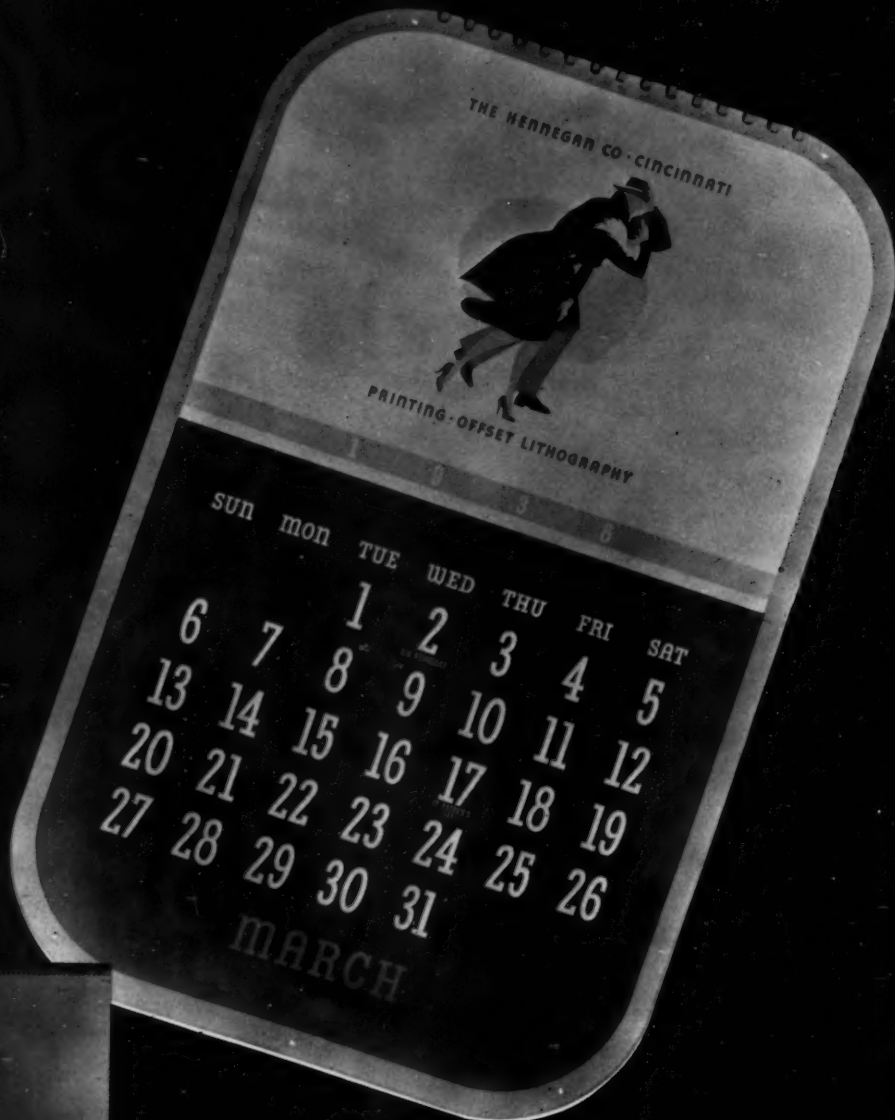 THE HENNEGAN CO · CINCINNATI
PRINTING · OFFSET LITHOGRAPHY
1 9 3 8
SUN MON TUE WED THU FRI SAT
1 2 3 4 5
6 7 8 9 10 11 12
13 14 15 16 17 18 19
20 21 22 23 24 25 26
27 28 29 30 31
MARCH